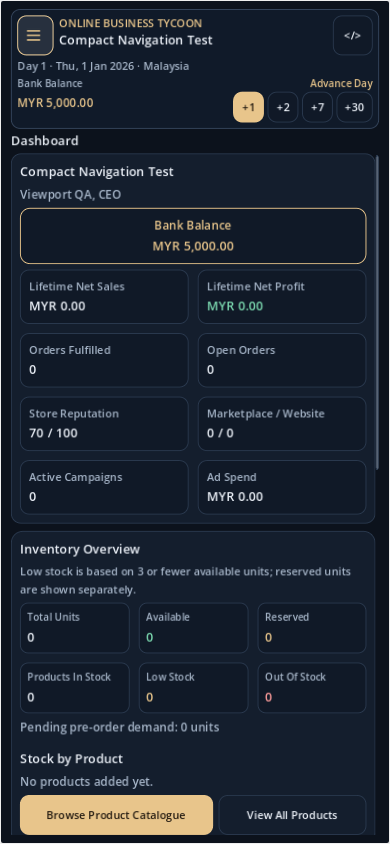 ONLINE BUSINESS TYCOON
Compact Navigation Test
</>
Day 1 · Thu, 1 Jan 2026 · Malaysia
Bank Balance
Advance Day
MYR 5,000.00
+1 +2 +7 +30
Dashboard
Compact Navigation Test
Viewport QA, CEO
Bank Balance
MYR 5,000.00
Lifetime Net Sales
MYR 0.00
Lifetime Net Profit
MYR 0.00
Orders Fulfilled
0
Open Orders
0
Store Reputation
70 / 100
Marketplace / Website
0 / 0
Active Campaigns
0
Ad Spend
MYR 0.00
Inventory Overview
Low stock is based on 3 or fewer available units; reserved units
are shown separately.
Total Units
0
Available
0
Reserved
0
Products In Stock
0
Low Stock
0
Out Of Stock
0
Pending pre-order demand: 0 units
Stock by Product
No products added yet.
Browse Product Catalogue
View All Products